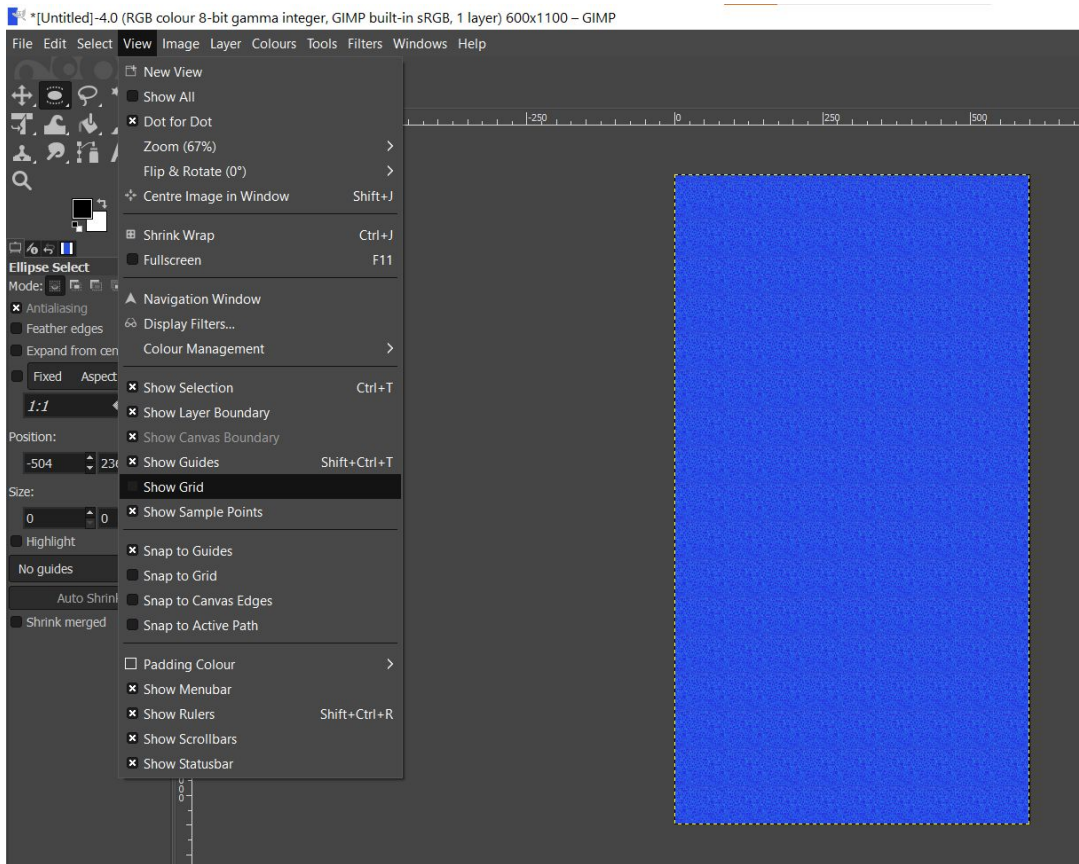 *[Untitled]-4.0 (RGB colour 8-bit gamma integer, GIMP built-in sRGB, 1 layer) 600x1100 – GIMP
File Edit Select View Image Layer Colours Tools Filters Windows Help
New View
Show All
Dot for Dot
Zoom (67%)
Flip & Rotate (0°)
Centre Image in Window Shift+J
Shrink Wrap Ctrl+J
Fullscreen F11
Navigation Window
Display Filters...
Colour Management
Show Selection Ctrl+T
Show Layer Boundary
Show Canvas Boundary
Show Guides Shift+Ctrl+T
Show Grid
Show Sample Points
Snap to Guides
Snap to Grid
Snap to Canvas Edges
Snap to Active Path
Padding Colour
Show Menubar
Show Rulers Shift+Ctrl+R
Show Scrollbars
Show Statusbar
Ellipse Select
Mode:
Antialiasing
Feather edges
Expand from cen
Fixed Aspect
1:1
Position:
-504 236
Size:
0 0
Highlight
No guides
Auto Shrink
Shrink merged
-250 0 250 500